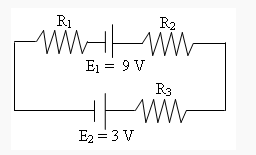 R₁ R₂
E₁ = 9 V
R₃
E₂ = 3 V